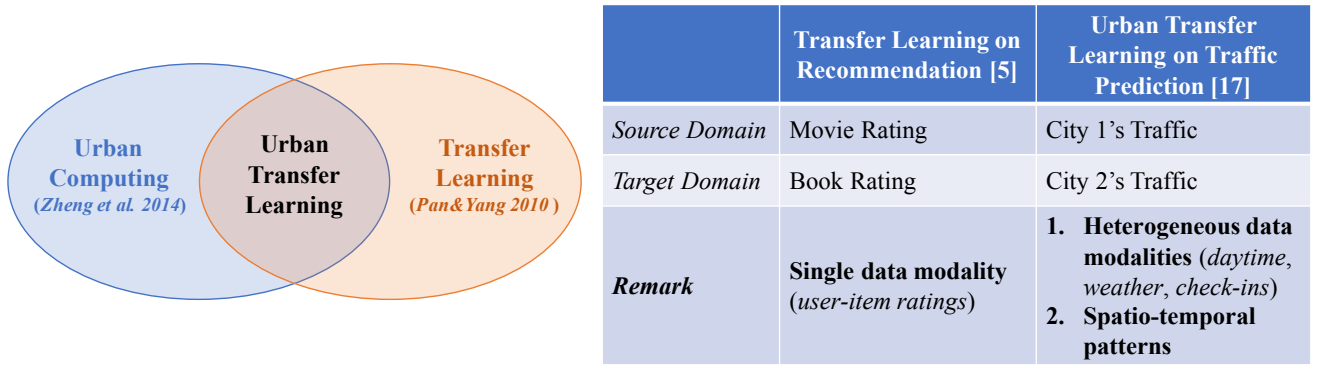 Urban
Computing
(Zheng et al. 2014)
Urban
Transfer
Learning
Transfer
Learning
(Pan&Yang 2010 )
Transfer Learning on
Recommendation [5]
Urban Transfer
Learning on Traffic
Prediction [17]
Source Domain
Movie Rating
City 1’s Traffic
Target Domain
Book Rating
City 2’s Traffic
Remark
Single data modality
(user-item ratings)
1. Heterogeneous data
modalities (daytime,
weather, check-ins)
2. Spatio-temporal
patterns